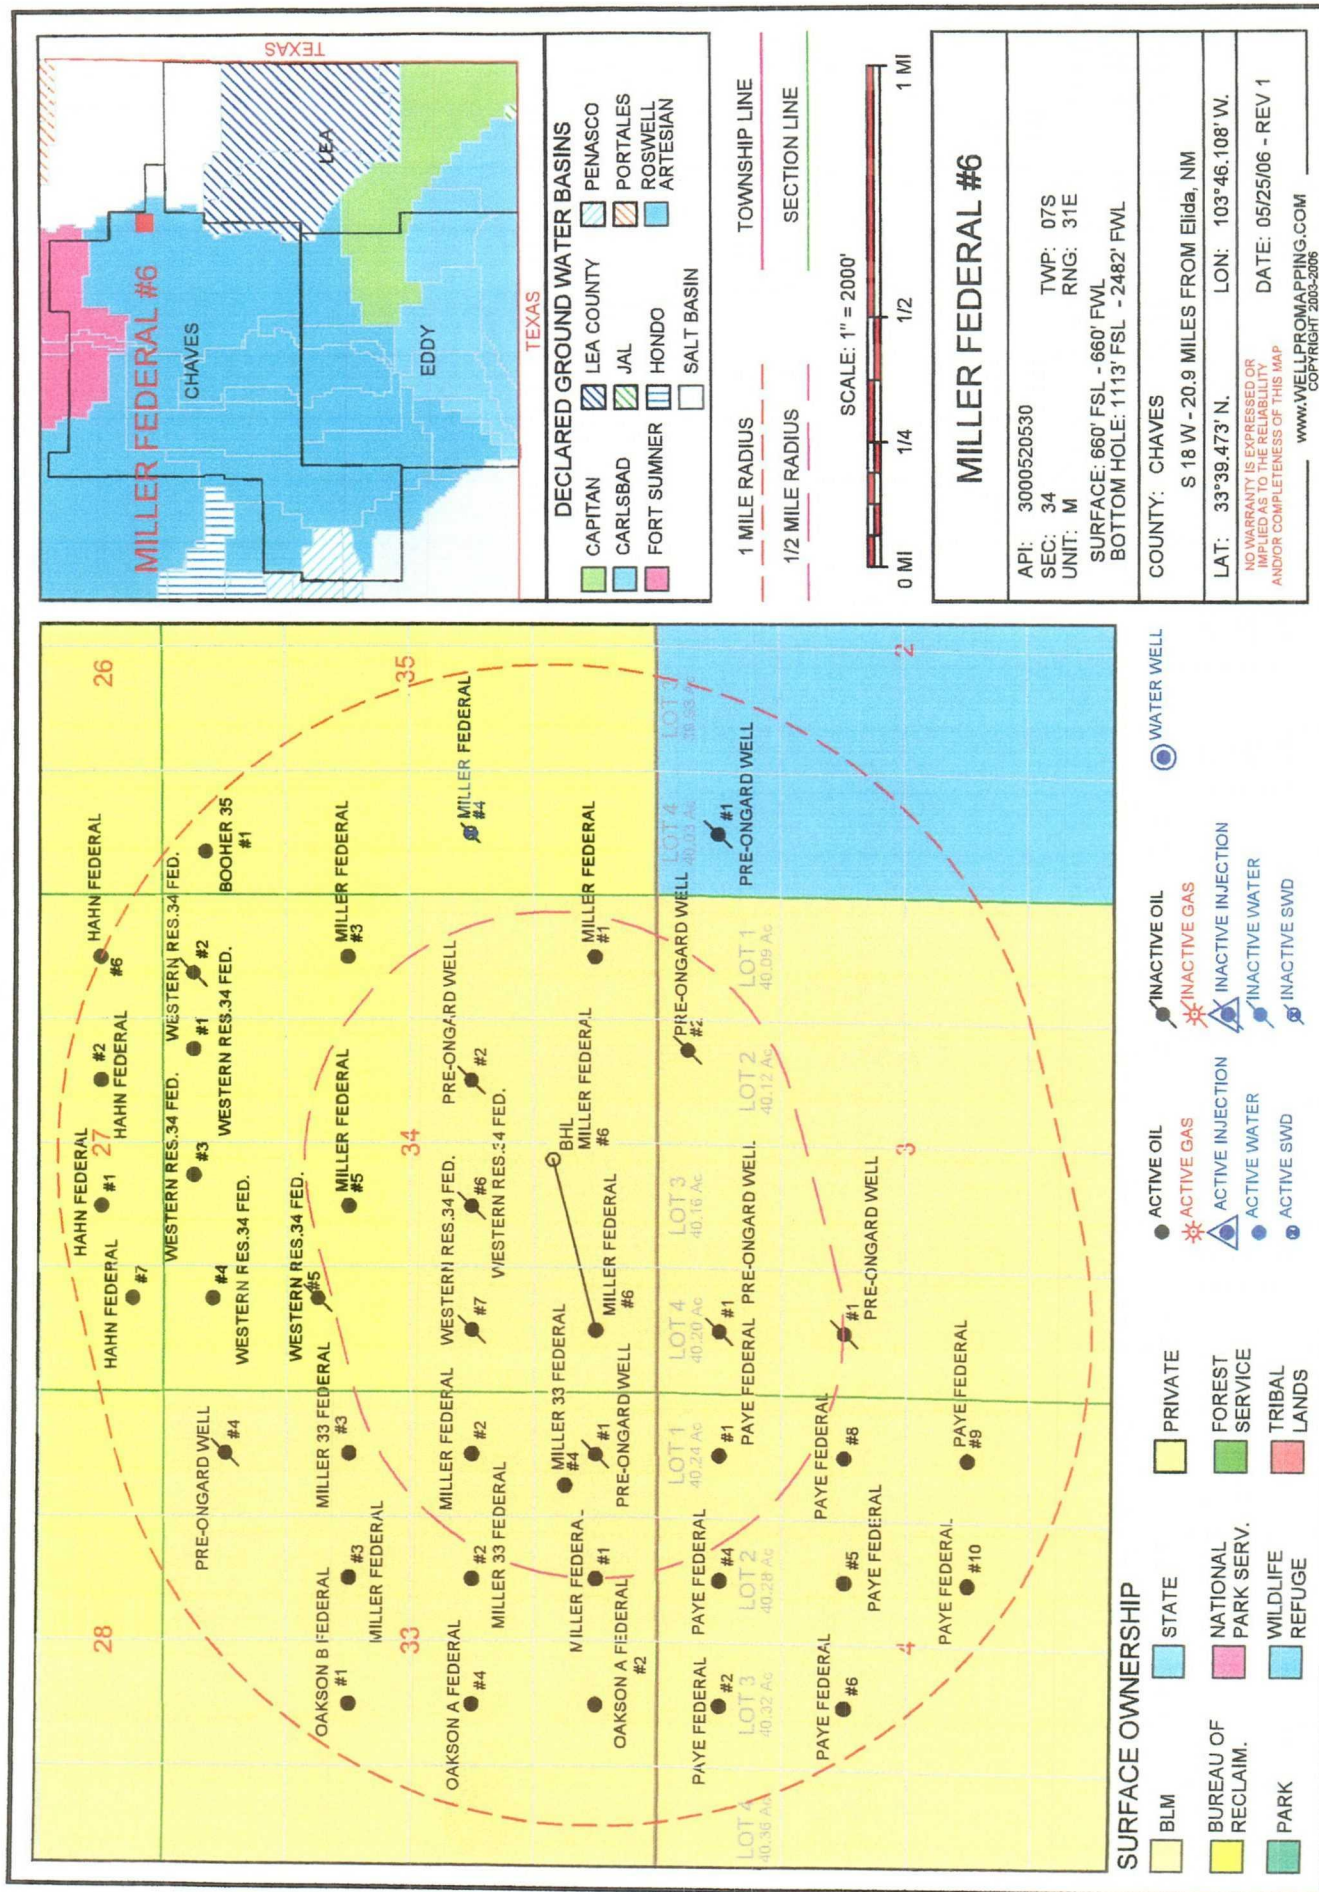 26
27
28
33
34
35
2
3
4
HAHN FEDERAL
#6
#2
HAHN FEDERAL
HAHN FEDERAL
#1
HAHN FEDERAL
#7
WESTERN RES.34 FED.
#2
#1
WESTERN RES.34 FED.
WESTERN RES.34 FED.
#3
#4
WESTERN RES.34 FED.
WESTERN RES.34 FED.
#5
BOOHER 35
#1
PRE-ONGARD WELL
#4
MILLER FEDERAL
#3
MILLER FEDERAL
#5
MILLER 33 FEDERAL
#3
#3
MILLER FEDERAL
OAKSON B FEDERAL
#1
MILLER FEDERAL
#4
PRE-ONGARD WELL
#2
WESTERN RES.34 FED.
#6
WESTERN RES.34 FED.
#7
MILLER FEDERAL
#2
#2
MILLER 33 FEDERAL
OAKSON A FEDERAL
#4
MILLER FEDERAL
#1
BHL
MILLER FEDERAL
#6
MILLER FEDERAL
#6
MILLER 33 FEDERAL
#4
#1
PRE-ONGARD WELL
MILLER FEDERAL
#1
OAKSON A FEDERAL
#2
LOT 3
LOT 4
40.03 Ac
LOT 1
40.09 Ac
LOT 2
40.12 Ac
LOT 3
40.16 Ac
LOT 4
40.20 Ac
LOT 1
40.24 Ac
LOT 2
40.28 Ac
LOT 3
40.32 Ac
LOT 4
40.36 Ac
#1
PRE-ONGARD WELL
PRE-ONGARD WELL
#2
PRE-ONGARD WELL
#1
#1
PRE-ONGARD WELL
#1
PAYE FEDERAL
PAYE FEDERAL
#4
PAYE FEDERAL
#2
PAYE FEDERAL
#8
#5
PAYE FEDERAL
PAYE FEDERAL
#6
PAYE FEDERAL
#9
PAYE FEDERAL
#10
SURFACE OWNERSHIP
BLM
STATE
PRIVATE
BUREAU OF
RECLAIM.
NATIONAL
PARK SERV.
FOREST
SERVICE
PARK
WILDLIFE
REFUGE
TRIBAL
LANDS
ACTIVE OIL
ACTIVE GAS
ACTIVE INJECTION
ACTIVE WATER
ACTIVE SWD
INACTIVE OIL
INACTIVE GAS
INACTIVE INJECTION
INACTIVE WATER
INACTIVE SWD
WATER WELL
MILLER FEDERAL #6
CHAVES
LEA
EDDY
TEXAS
TEXAS
DECLARED GROUND WATER BASINS
CAPITAN
CARLSBAD
FORT SUMNER
LEA COUNTY
JAL
HONDO
SALT BASIN
PENASCO
PORTALES
ROSWELL
ARTESIAN
1 MILE RADIUS
TOWNSHIP LINE
1/2 MILE RADIUS
SECTION LINE
SCALE: 1" = 2000'
0 MI
1/4
1/2
1 MI
MILLER FEDERAL #6
API: 3000520530
SEC: 34 TWP: 07S
UNIT: M RNG: 31E
SURFACE: 660' FSL - 660' FWL
BOTTOM HOLE: 1113' FSL - 2482' FWL
COUNTY: CHAVES
S 18 W - 20.9 MILES FROM Elida, NM
LAT: 33°39.473' N. LON: 103°46.108' W.
NO WARRANTY IS EXPRESSED OR
IMPLIED AS TO THE RELIABLILITY
AND/OR COMPLETENESS OF THIS MAP
DATE: 05/25/06 - REV 1
www.WELLPROMAPPING.COM
COPYRIGHT 2003-2006